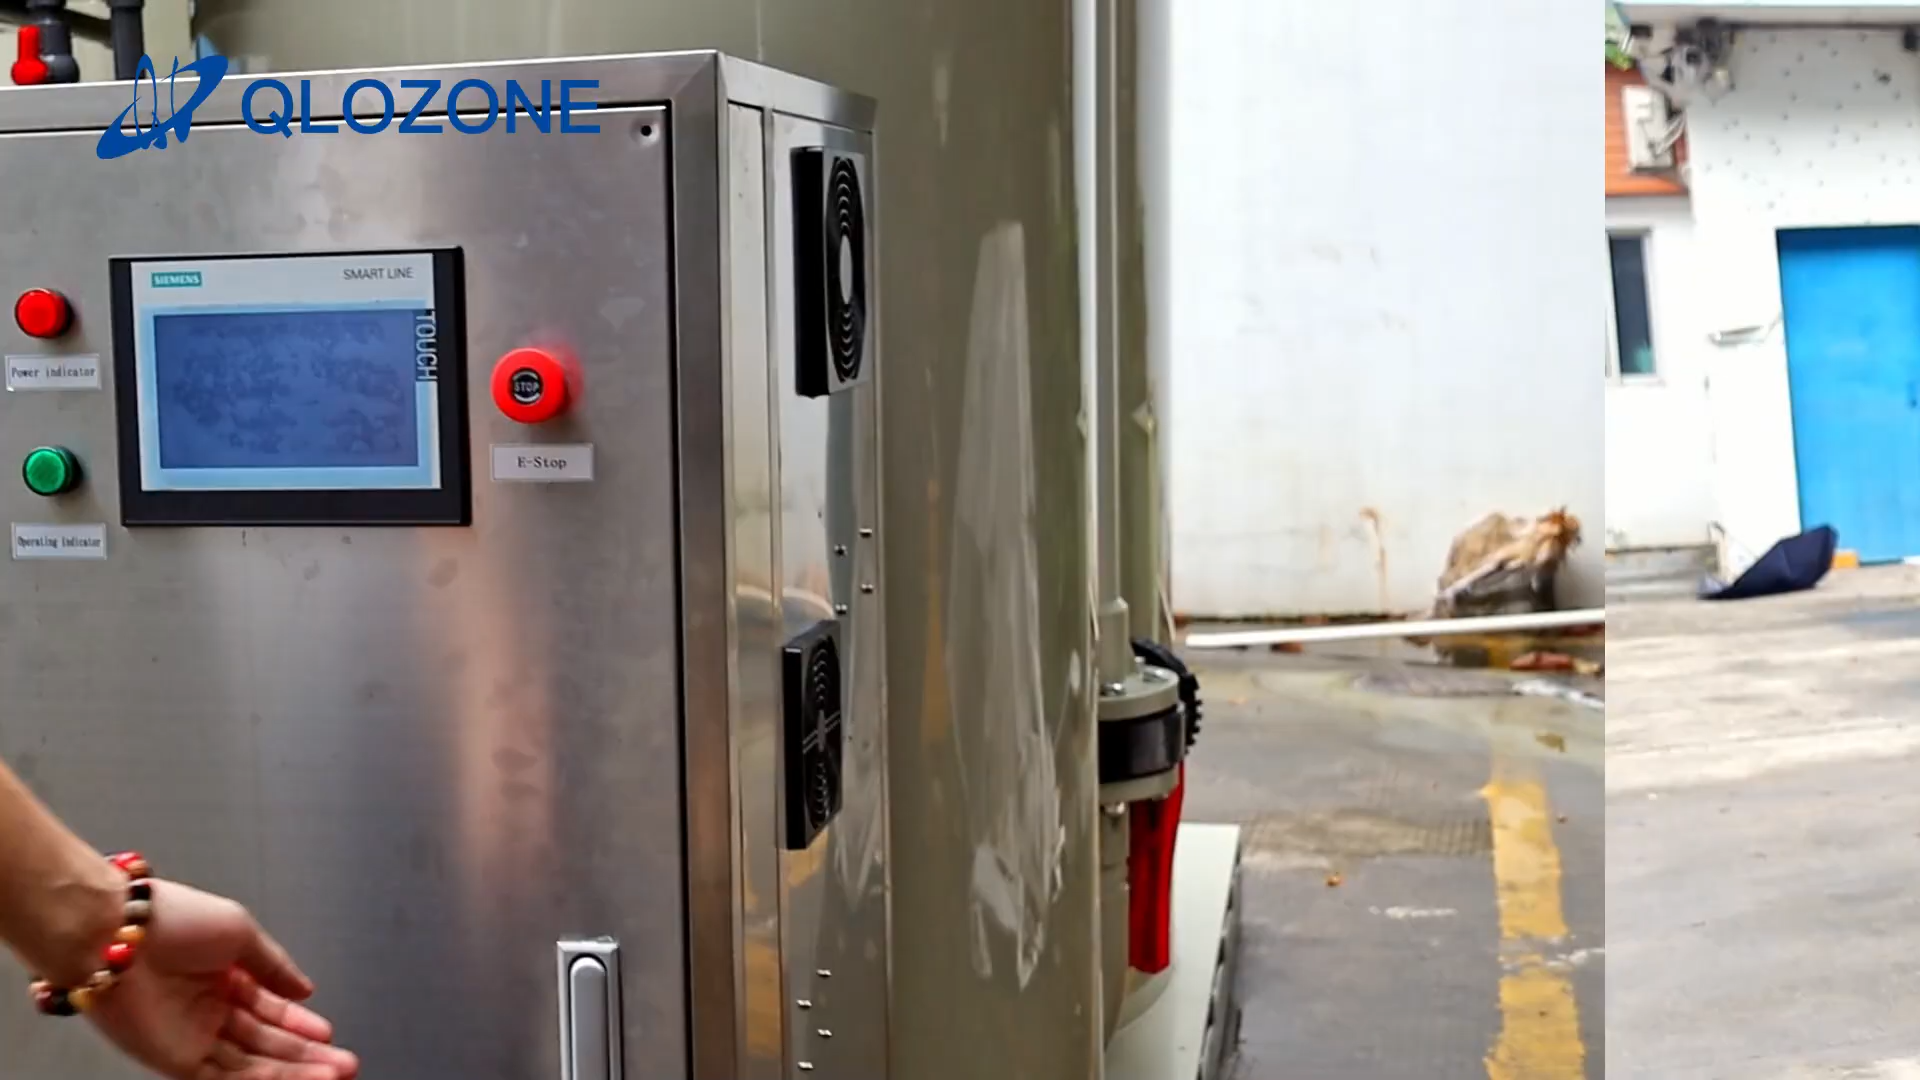 QLOZONE
SIEMENS
SMART LINE
TOUCH
Power indicator
STOP
E-Stop
Operating indicator